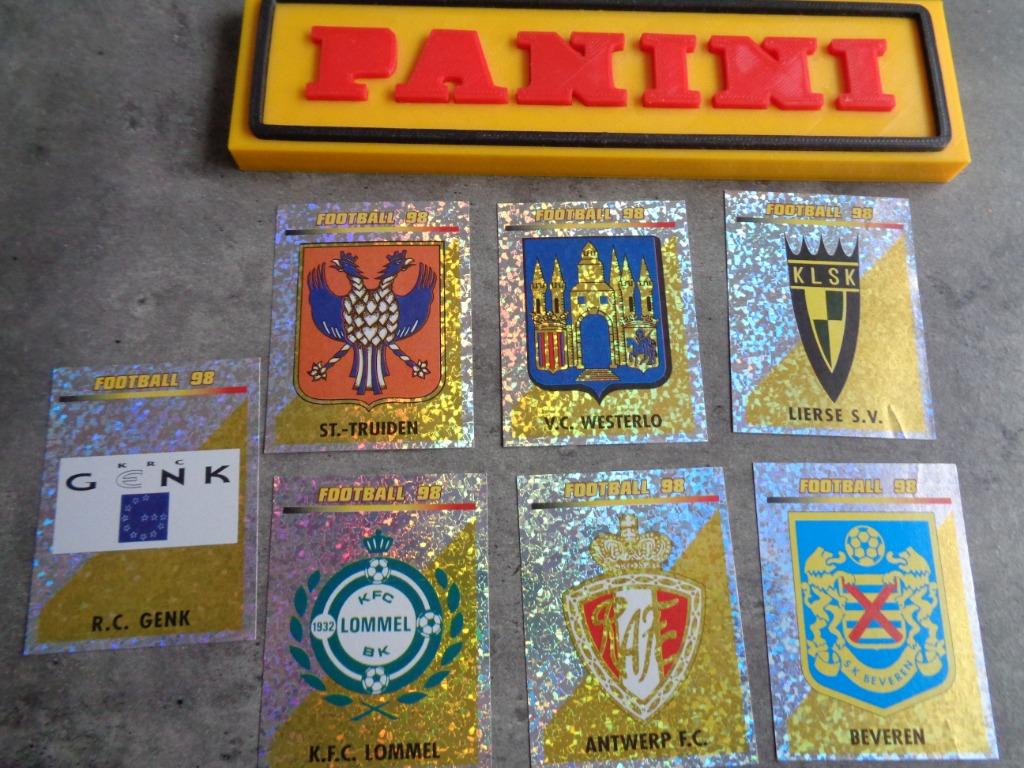 PANINI
FOOTBALL 98
ST.-TRUIDEN
FOOTBALL 98
V.C. WESTERLO
FOOTBALL 98
KLSK
LIERSE S.V.
FOOTBALL 98
KRC
GENK
R.C. GENK
FOOTBALL 98
KFC
1932 LOMMEL
BK
K.F.C. LOMMEL
FOOTBALL 98
ANTWERP F.C.
FOOTBALL 98
S.K. BEVEREN
BEVEREN